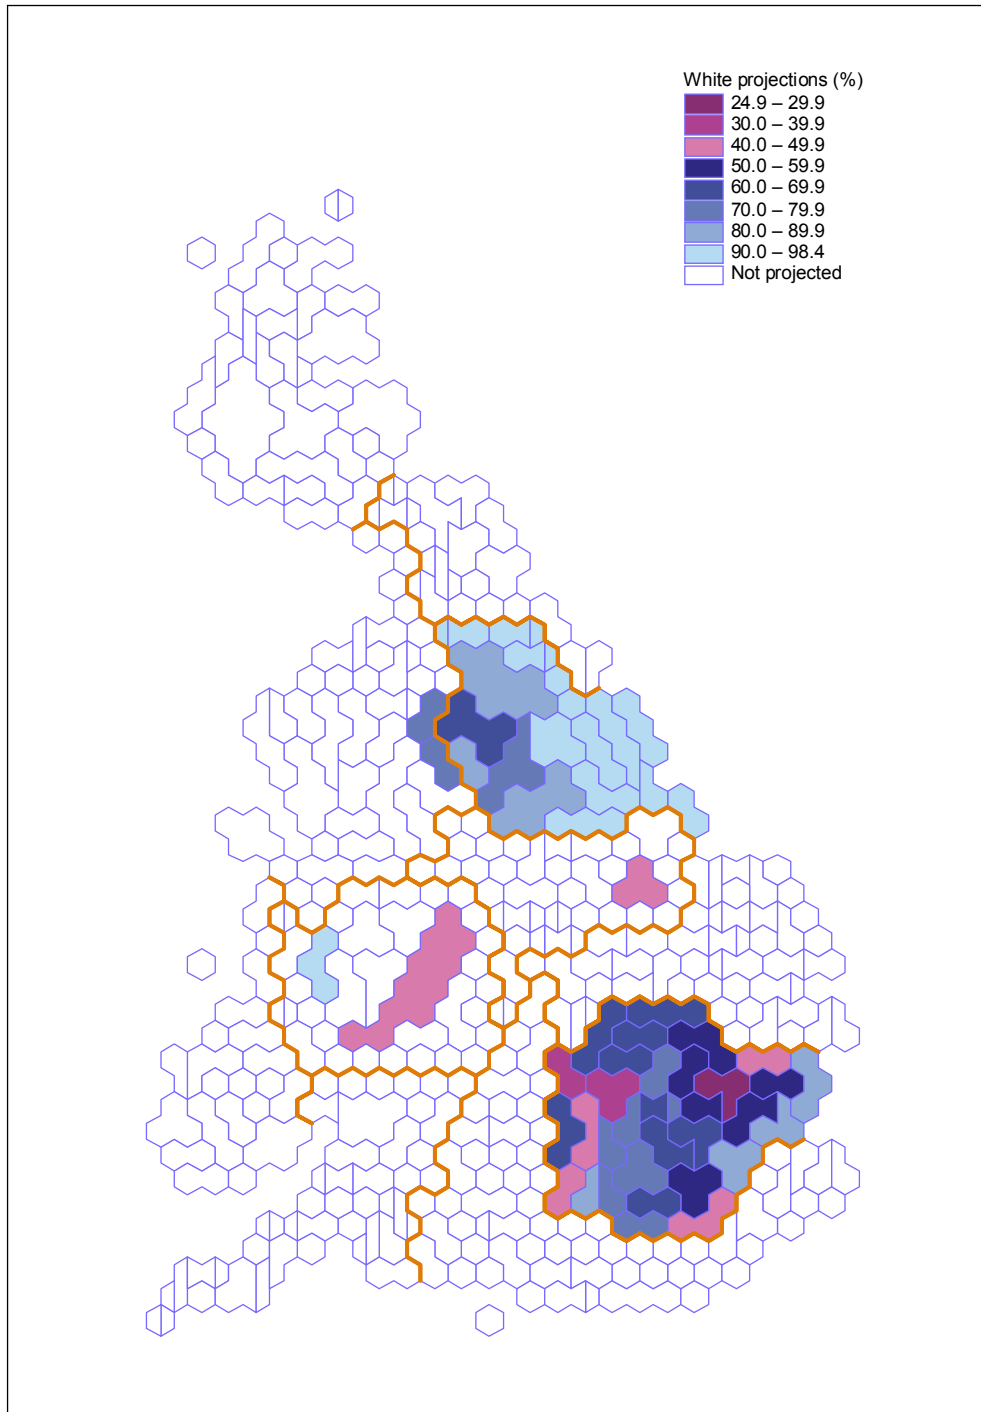 White projections (%)
24.9 – 29.9
30.0 – 39.9
40.0 – 49.9
50.0 – 59.9
60.0 – 69.9
70.0 – 79.9
80.0 – 89.9
90.0 – 98.4
Not projected